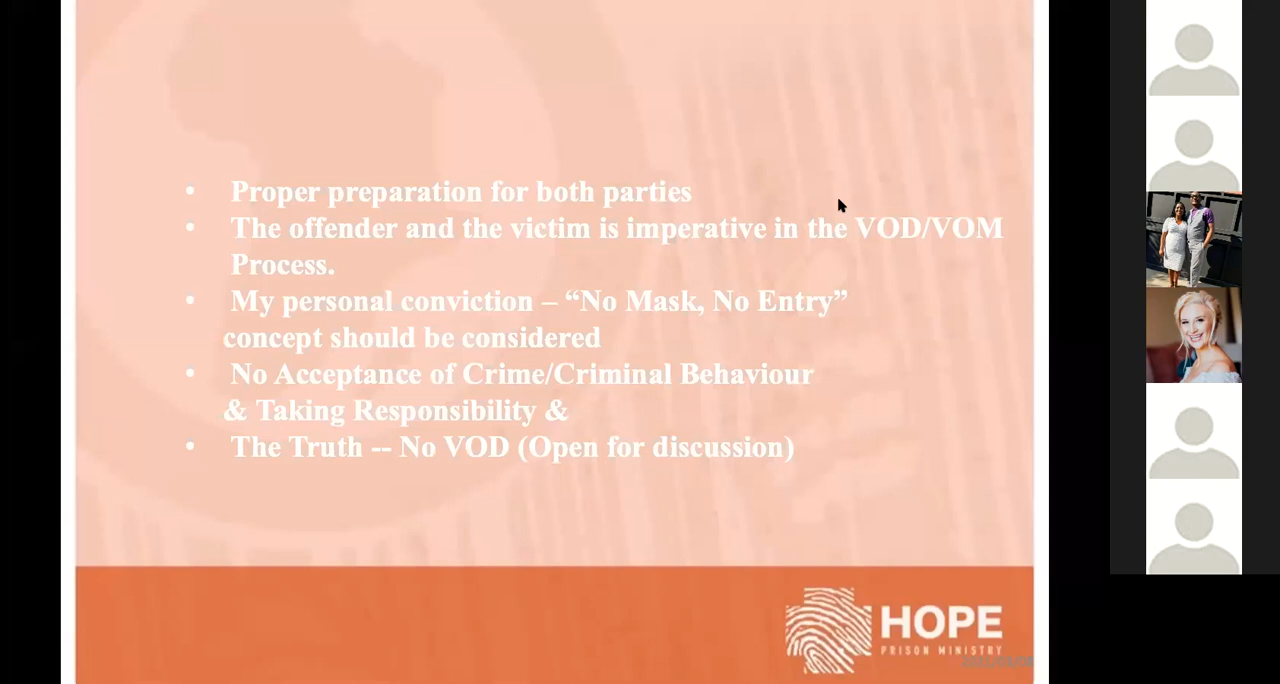 • Proper preparation for both parties
• The offender and the victim is imperative in the VOD/VOM
Process.
• My personal conviction – “No Mask, No Entry”
concept should be considered
• No Acceptance of Crime/Criminal Behaviour
& Taking Responsibility &
• The Truth -- No VOD (Open for discussion)
HOPE
PRISON MINISTRY